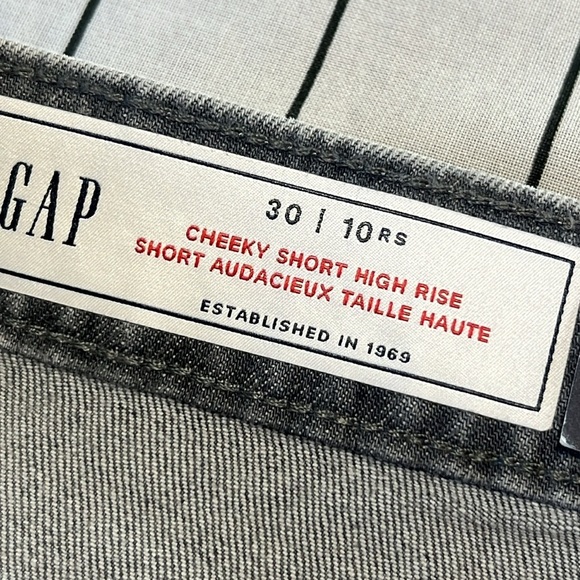 GAP
30 | 10RS
CHEEKY SHORT HIGH RISE
SHORT AUDACIEUX TAILLE HAUTE
ESTABLISHED IN 1969